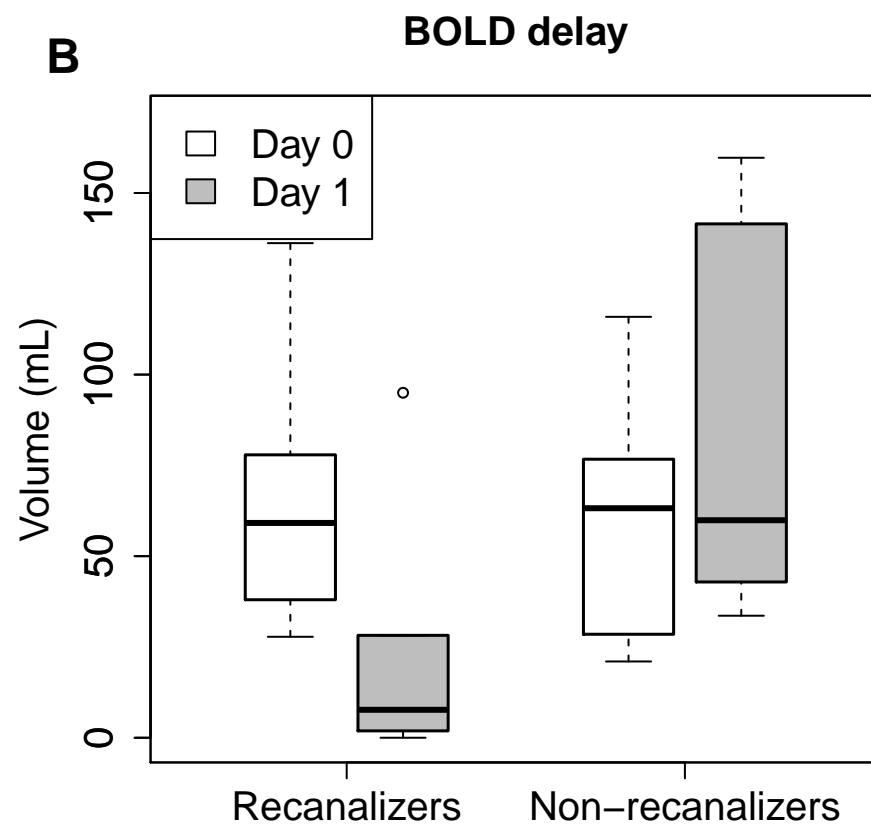 B
BOLD delay
Day 0
Day 1
Volume (mL)
150
100
50
0
Recanalizers
Non−recanalizers